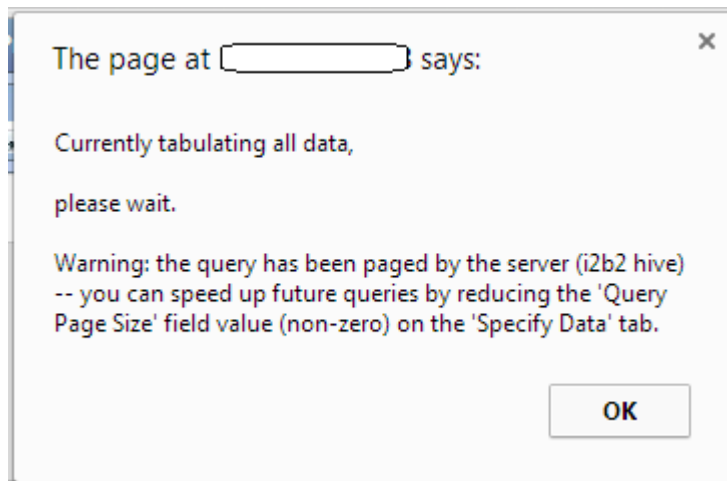 The page at says:
Currently tabulating all data,
please wait.
Warning: the query has been paged by the server (i2b2 hive)
-- you can speed up future queries by reducing the 'Query
Page Size' field value (non-zero) on the 'Specify Data' tab.
OK